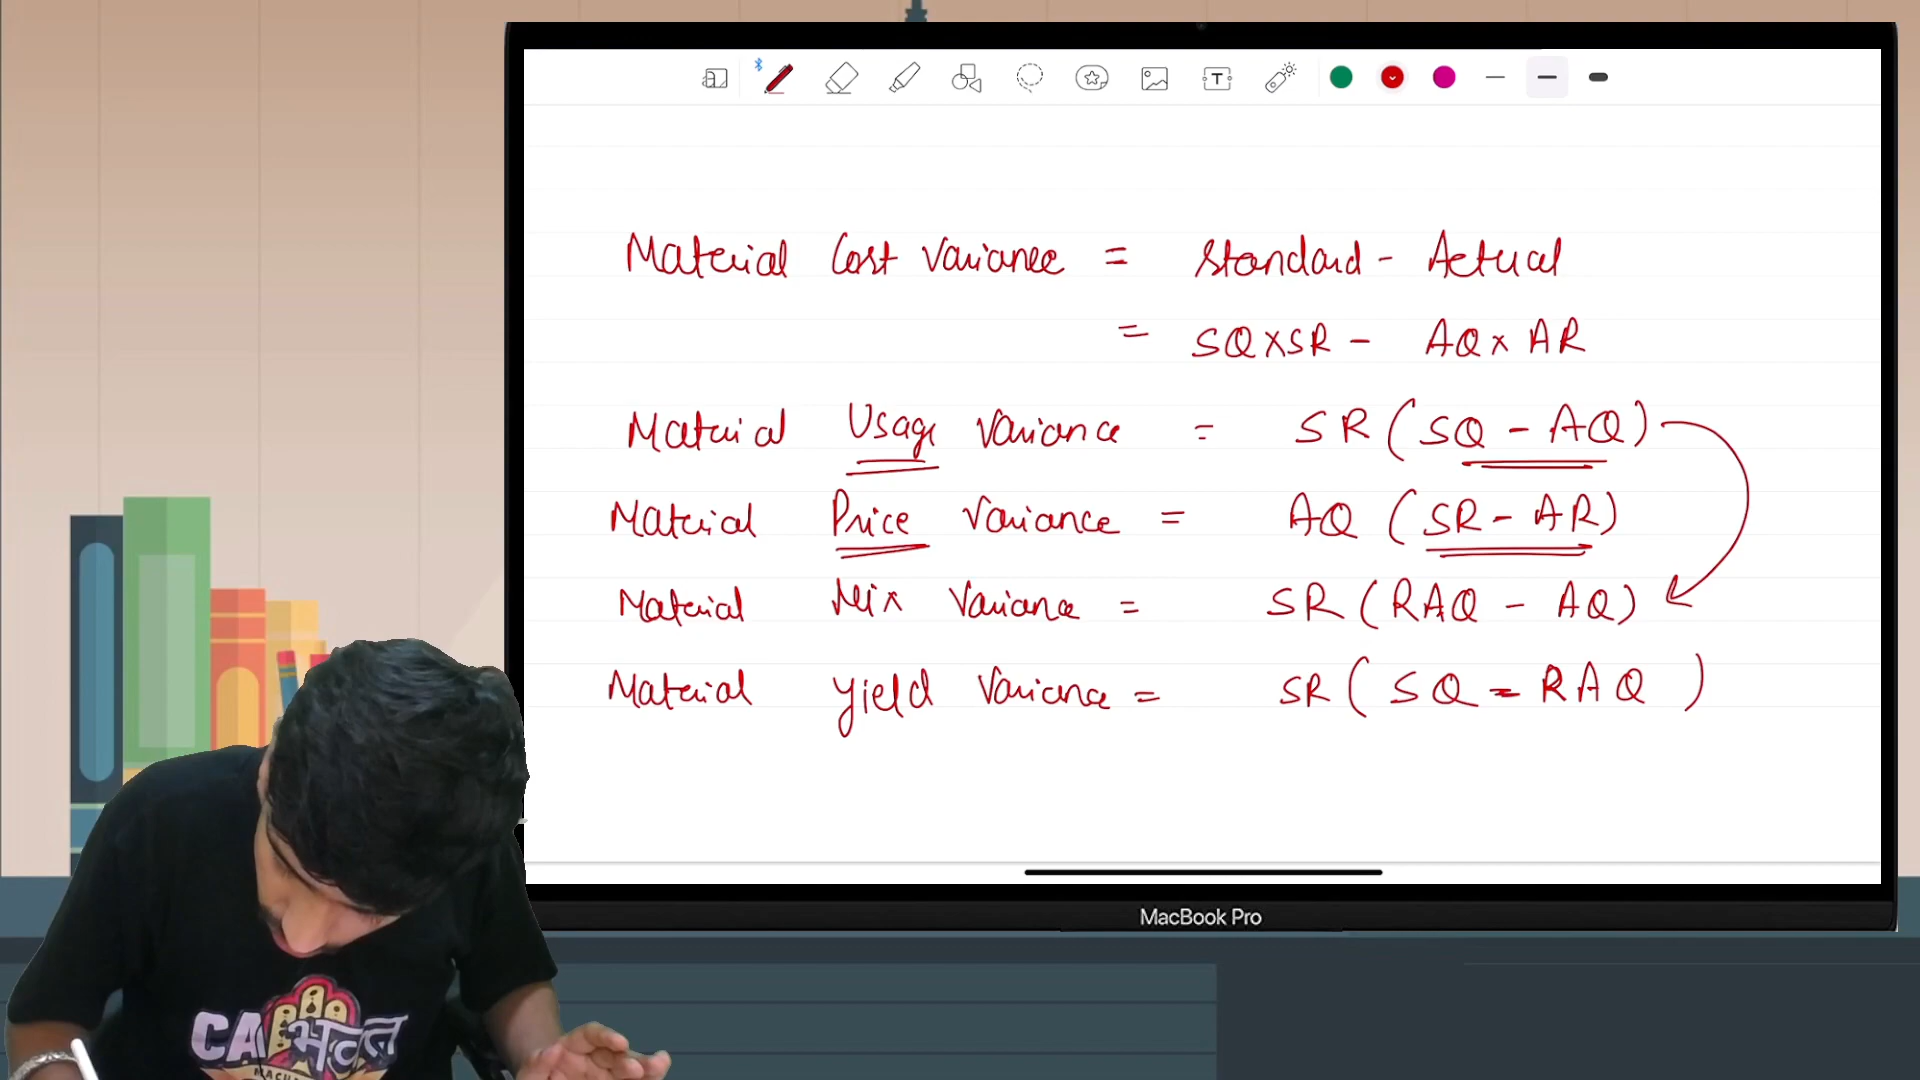 Material Cost Variance = Standard - Actual
= SQ×SR - AQ× AR
Material Usage Variance = SR (SQ - AQ)
Material Price Variance = AQ (SR - AR)
Material Mix Variance = SR (RAQ - AQ)
Material Yield Variance = SR (SQ - RAQ )
MacBook Pro
CA भक्त